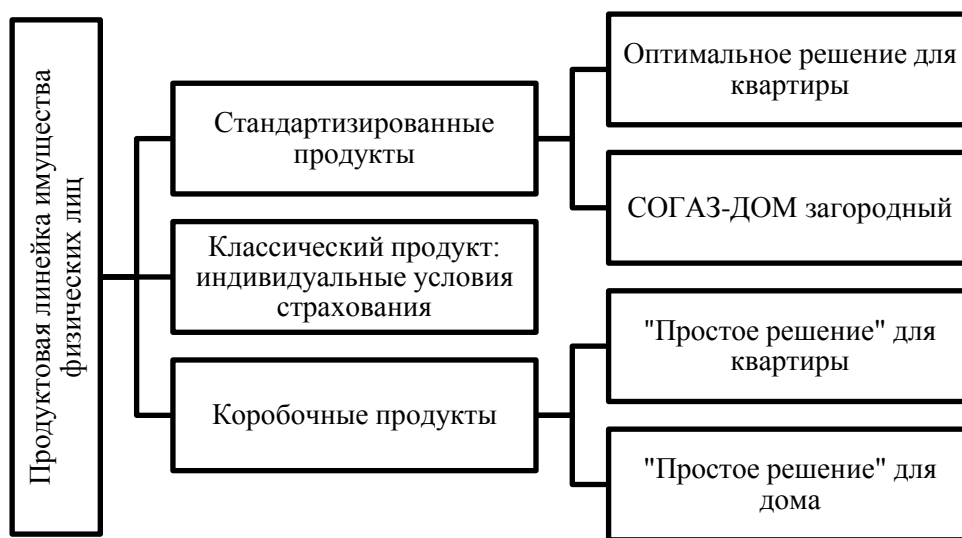 Продуктовая линейка имущества
физических лиц
Стандартизированные
продукты
Оптимальное решение для
квартиры
СОГАЗ-ДОМ загородный
Классический продукт:
индивидуальные условия
страхования
Коробочные продукты
"Простое решение" для
квартиры
"Простое решение" для
дома